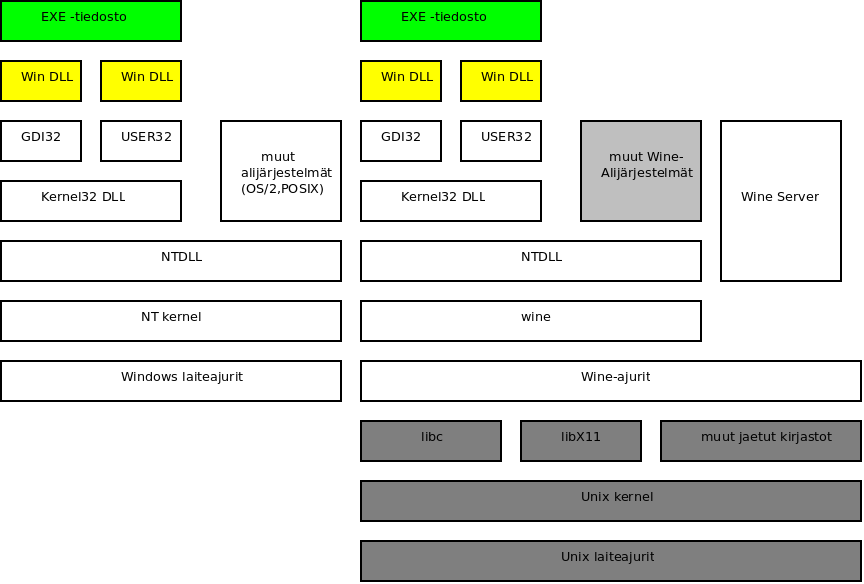 EXE -tiedosto
EXE -tiedosto
Win DLL
Win DLL
Win DLL
Win DLL
GDI32
USER32
muut
alijärjestelmät
(OS/2,POSIX)
GDI32
USER32
muut Wine-
Alijärjestelmät
Wine Server
Kernel32 DLL
Kernel32 DLL
NTDLL
NTDLL
NT kernel
wine
Windows laiteajurit
Wine-ajurit
libc
libX11
muut jaetut kirjastot
Unix kernel
Unix laiteajurit